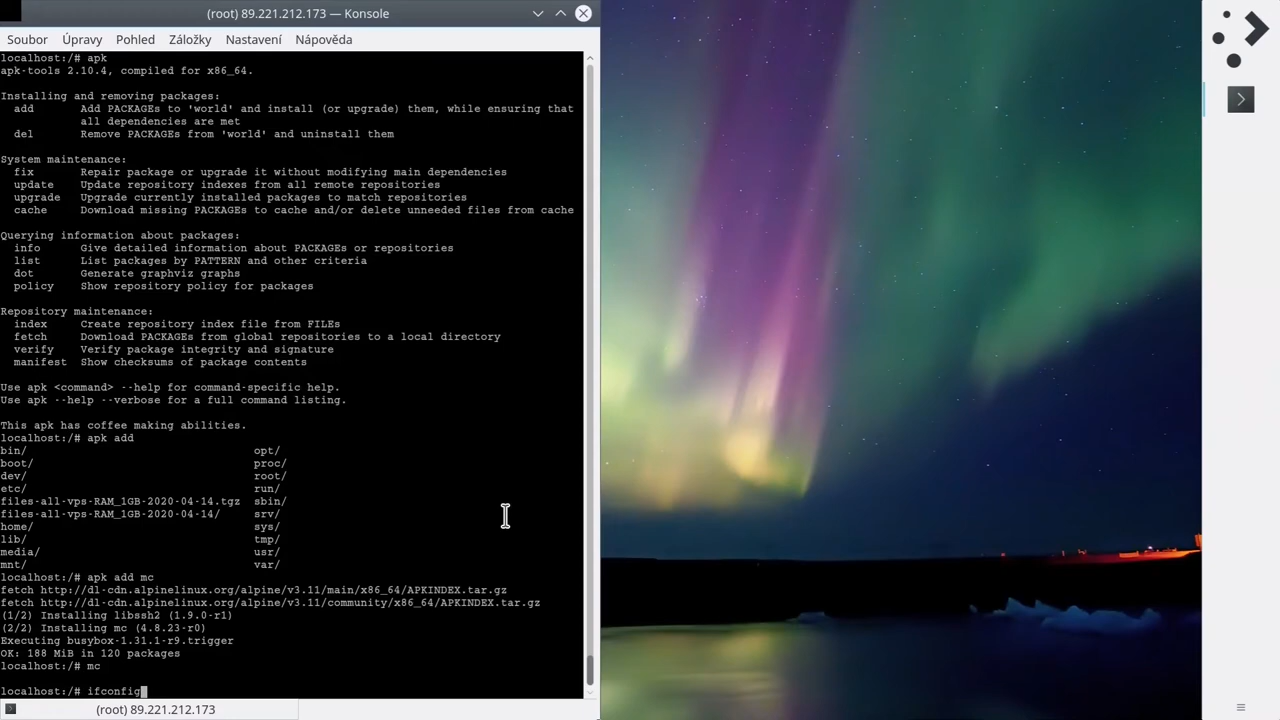 (root) 89.221.212.173 — Konsole
Soubor Úpravy Pohled Záložky Nastavení Nápověda
localhost:/# apk
apk-tools 2.10.4, compiled for x86_64.
Installing and removing packages:
add Add PACKAGEs to 'world' and install (or upgrade) them, while ensuring that
all dependencies are met
del Remove PACKAGEs from 'world' and uninstall them
System maintenance:
fix Repair package or upgrade it without modifying main dependencies
update Update repository indexes from all remote repositories
upgrade Upgrade currently installed packages to match repositories
cache Download missing PACKAGEs to cache and/or delete unneeded files from cache
Querying information about packages:
info Give detailed information about PACKAGEs or repositories
list List packages by PATTERN and other criteria
dot Generate graphviz graphs
policy Show repository policy for packages
Repository maintenance:
index Create repository index file from FILEs
fetch Download PACKAGEs from global repositories to a local directory
verify Verify package integrity and signature
manifest Show checksums of package contents
Use apk <command> --help for command-specific help.
Use apk --help --verbose for a full command listing.
This apk has coffee making abilities.
localhost:/# apk add
bin/ opt/
boot/ proc/
dev/ root/
etc/ run/
files-all-vps-RAM_1GB-2020-04-14.tgz sbin/
files-all-vps-RAM_1GB-2020-04-14/ srv/
home/ sys/
lib/ tmp/
media/ usr/
mnt/ var/
localhost:/# apk add mc
fetch http://dl-cdn.alpinelinux.org/alpine/v3.11/main/x86_64/APKINDEX.tar.gz
fetch http://dl-cdn.alpinelinux.org/alpine/v3.11/community/x86_64/APKINDEX.tar.gz
(1/2) Installing libssh2 (1.9.0-r1)
(2/2) Installing mc (4.8.23-r0)
Executing busybox-1.31.1-r9.trigger
OK: 188 MiB in 120 packages
localhost:/# mc
localhost:/# ifconfig
(root) 89.221.212.173